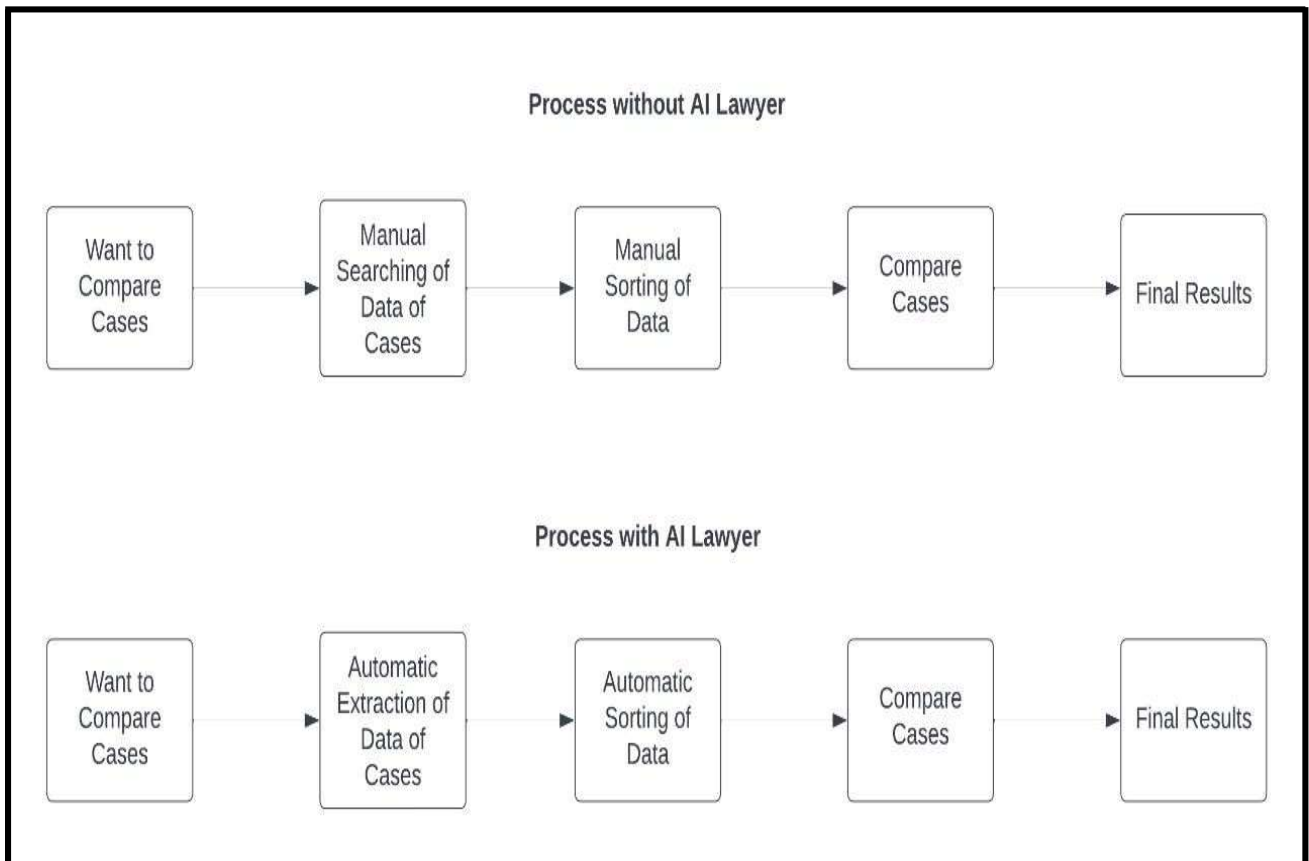 Process without AI Lawyer
Want to
Compare
Cases
Manual
Searching of
Data of
Cases
Manual
Sorting of
Data
Compare
Cases
Final Results
Process with AI Lawyer
Want to
Compare
Cases
Automatic
Extraction of
Data of
Cases
Automatic
Sorting of
Data
Compare
Cases
Final Results